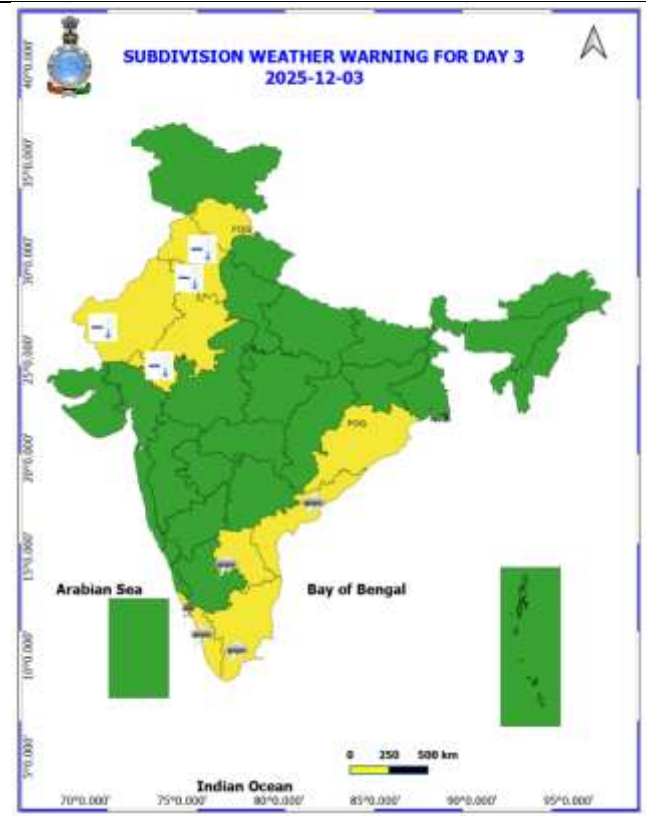 SUBDIVISION WEATHER WARNING FOR DAY 3
2025-12-03
40°0.000'
35°0.000'
30°0.000'
25°0.000'
20°0.000'
15°0.000'
10°0.000'
5°0.000'
FOG
FOG
Arabian Sea
Bay of Bengal
0 250 500 km
Indian Ocean
70°0.000' 75°0.000' 80°0.000' 85°0.000' 90°0.000' 95°0.000'